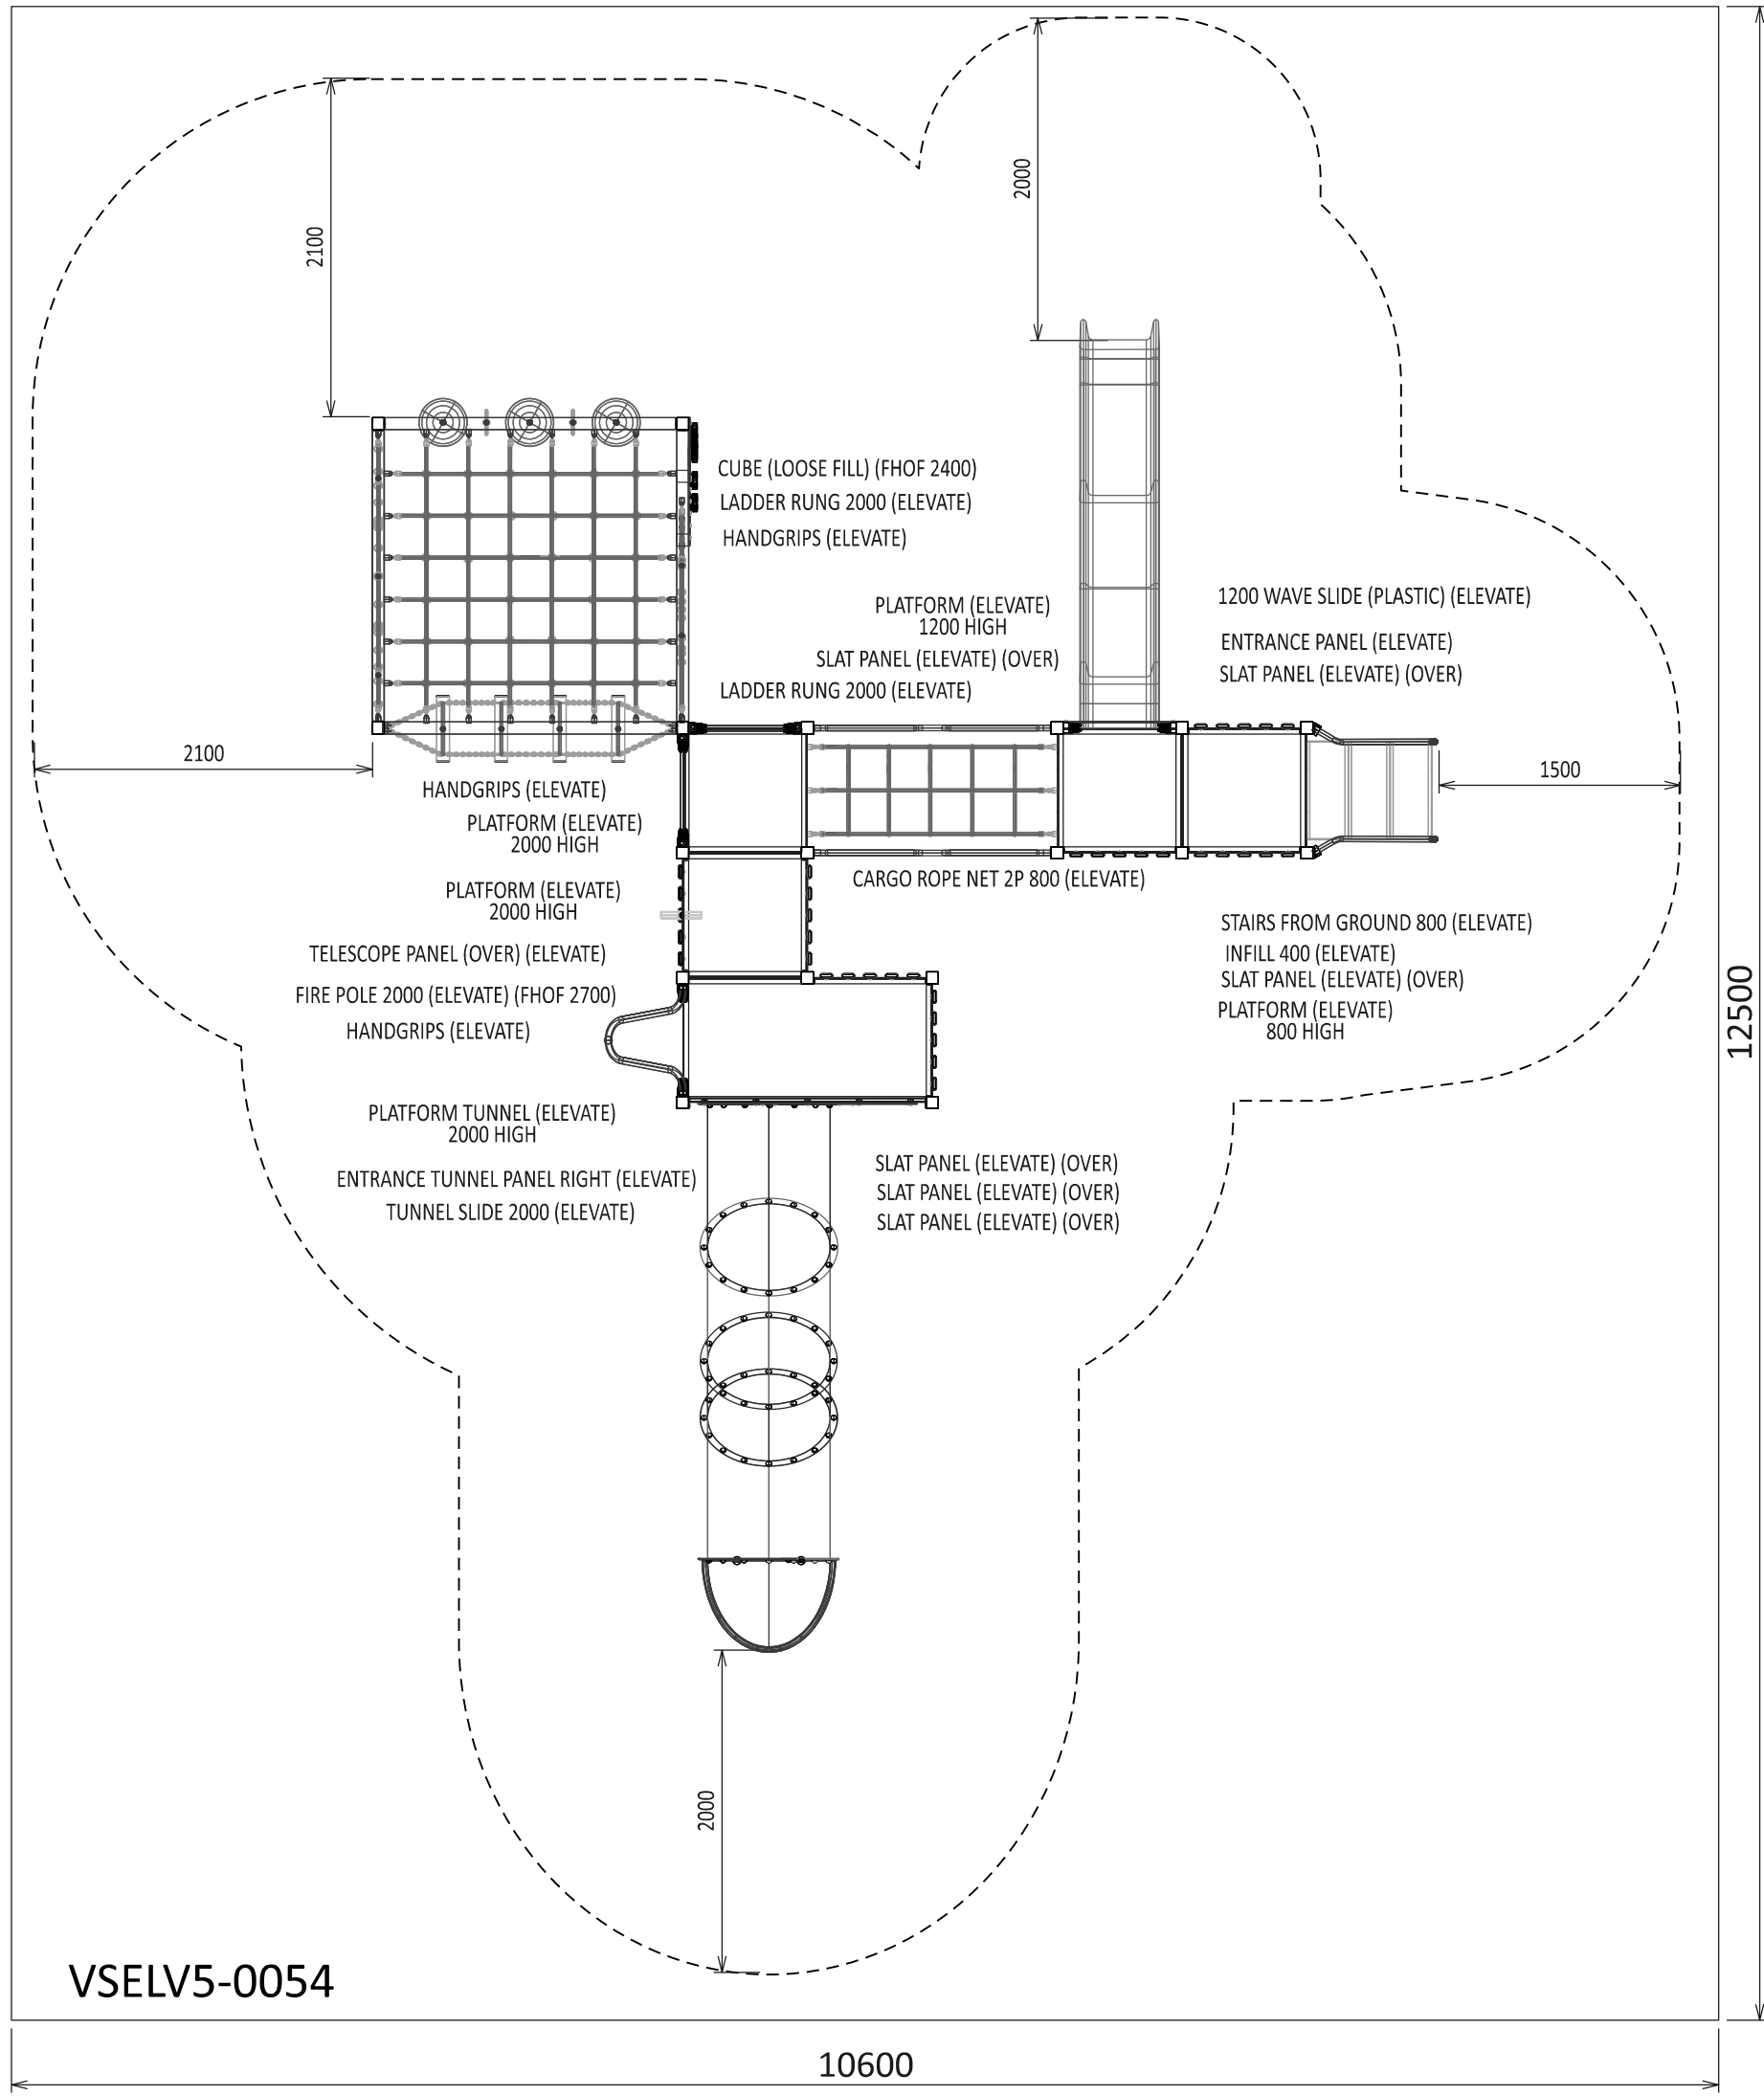 2000
2100
CUBE (LOOSE FILL) (FHOF 2400)
LADDER RUNG 2000 (ELEVATE)
HANDGRIPS (ELEVATE)
PLATFORM (ELEVATE)
1200 HIGH
SLAT PANEL (ELEVATE) (OVER)
LADDER RUNG 2000 (ELEVATE)
1200 WAVE SLIDE (PLASTIC) (ELEVATE)
ENTRANCE PANEL (ELEVATE)
SLAT PANEL (ELEVATE) (OVER)
2100
1500
HANDGRIPS (ELEVATE)
PLATFORM (ELEVATE)
2000 HIGH
PLATFORM (ELEVATE)
2000 HIGH
CARGO ROPE NET 2P 800 (ELEVATE)
TELESCOPE PANEL (OVER) (ELEVATE)
FIRE POLE 2000 (ELEVATE) (FHOF 2700)
HANDGRIPS (ELEVATE)
STAIRS FROM GROUND 800 (ELEVATE)
INFILL 400 (ELEVATE)
SLAT PANEL (ELEVATE) (OVER)
PLATFORM (ELEVATE)
800 HIGH
12500
PLATFORM TUNNEL (ELEVATE)
2000 HIGH
ENTRANCE TUNNEL PANEL RIGHT (ELEVATE)
TUNNEL SLIDE 2000 (ELEVATE)
SLAT PANEL (ELEVATE) (OVER)
SLAT PANEL (ELEVATE) (OVER)
SLAT PANEL (ELEVATE) (OVER)
2000
VSELV5-0054
10600